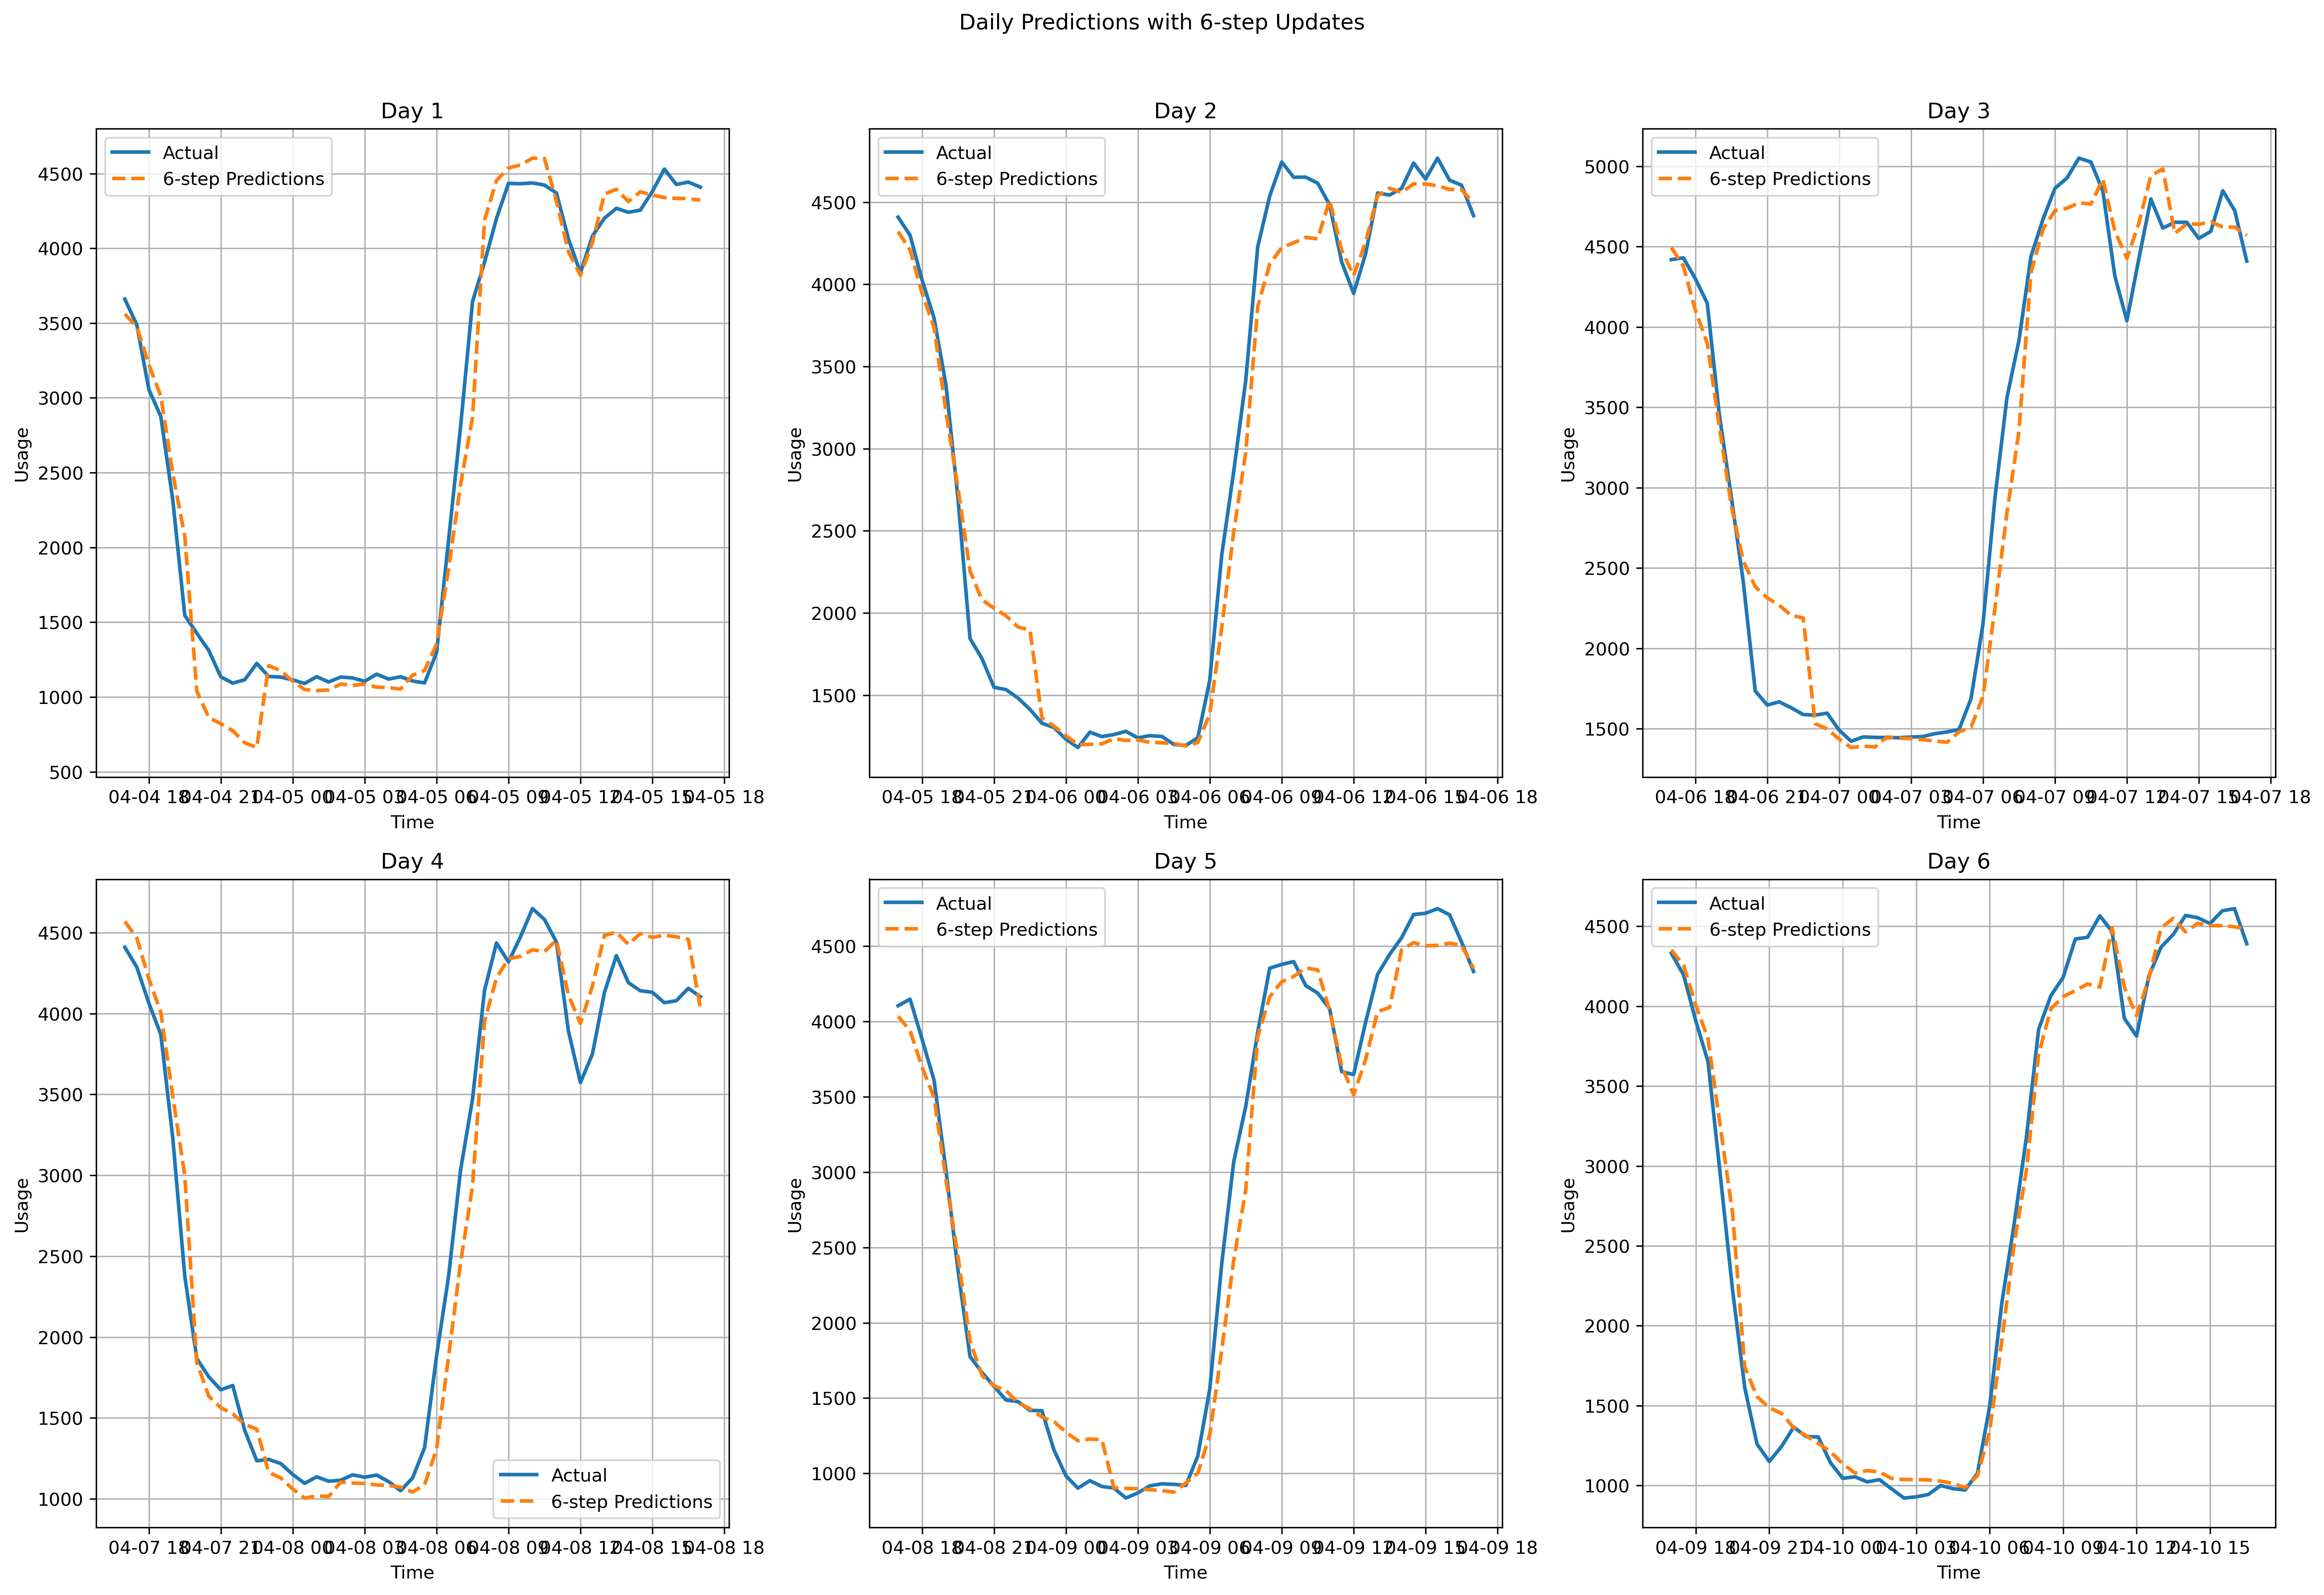 Daily Predictions with 6-step Updates
Day 1
Actual
6-step Predictions
4500
4000
3500
3000
2500
2000
1500
1000
500
Usage
04-04 18 04-04 21 04-05 00 04-05 03 04-05 06 04-05 09 04-05 12 04-05 15 04-05 18
Time
Day 2
Actual
6-step Predictions
4500
4000
3500
3000
2500
2000
1500
Usage
04-05 18 04-05 21 04-06 00 04-06 03 04-06 06 04-06 09 04-06 12 04-06 15 04-06 18
Time
Day 3
Actual
6-step Predictions
5000
4500
4000
3500
3000
2500
2000
1500
Usage
04-06 18 04-06 21 04-07 00 04-07 03 04-07 06 04-07 09 04-07 12 04-07 15 04-07 18
Time
Day 4
4500
4000
3500
3000
2500
2000
1500
1000
Usage
Actual
6-step Predictions
04-07 18 04-07 21 04-08 00 04-08 03 04-08 06 04-08 09 04-08 12 04-08 15 04-08 18
Time
Day 5
Actual
6-step Predictions
4500
4000
3500
3000
2500
2000
1500
1000
Usage
04-08 18 04-08 21 04-09 00 04-09 03 04-09 06 04-09 09 04-09 12 04-09 15 04-09 18
Time
Day 6
Actual
6-step Predictions
4500
4000
3500
3000
2500
2000
1500
1000
Usage
04-09 18 04-09 21 04-10 00 04-10 03 04-10 06 04-10 09 04-10 12 04-10 15
Time